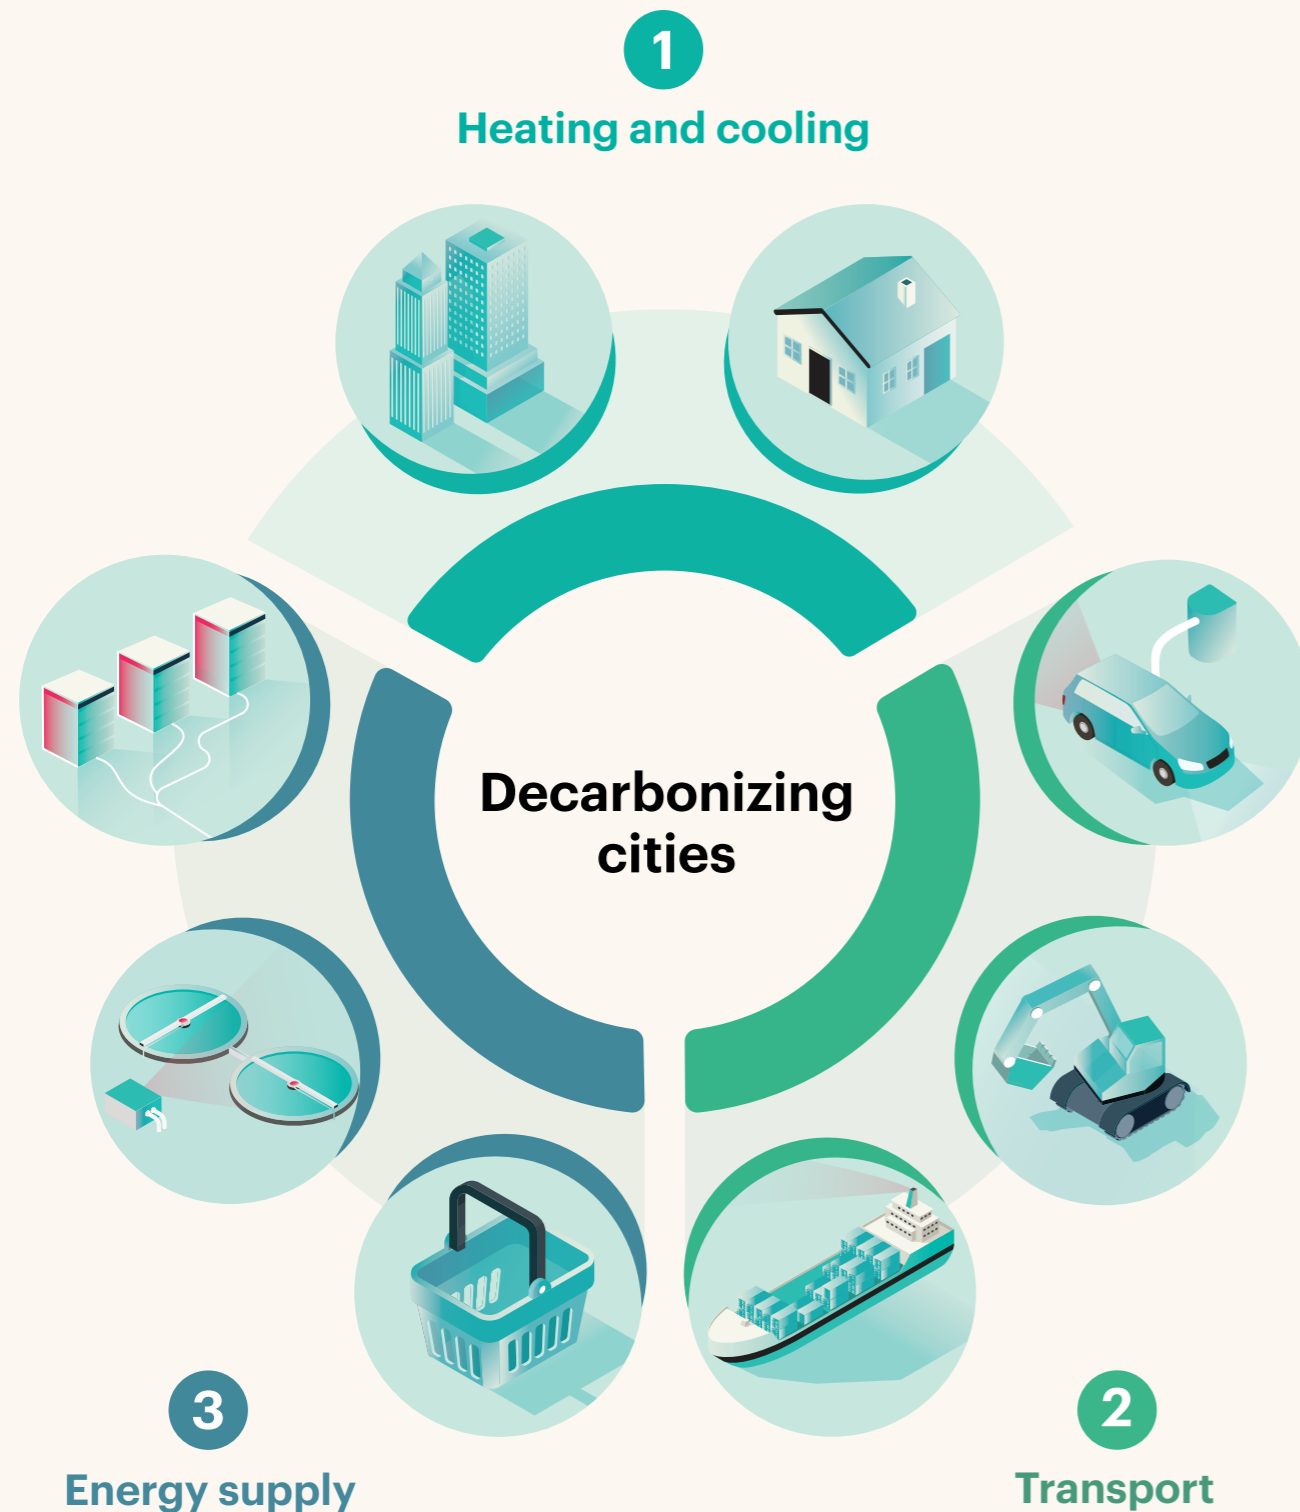 1
Heating and cooling
Decarbonizing
cities
3
Energy supply
2
Transport